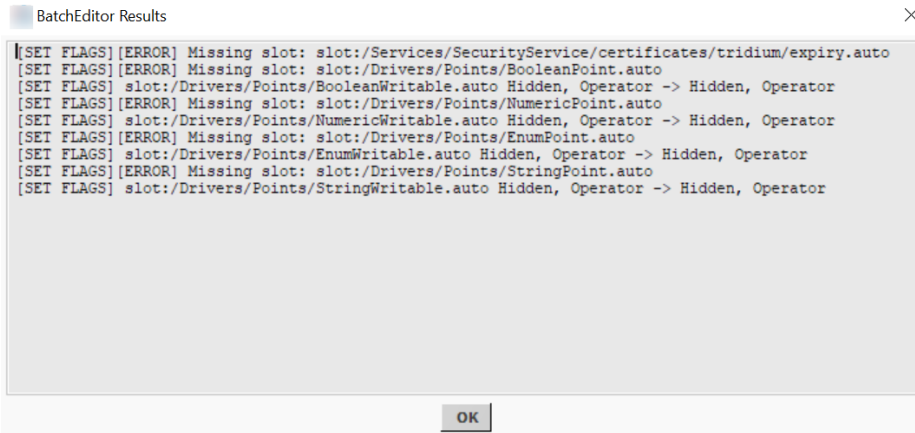 BatchEditor Results
[SET FLAGS][ERROR] Missing slot: slot:/Services/SecurityService/certificates/tridium/expiry.auto
[SET FLAGS][ERROR] Missing slot: slot:/Drivers/Points/BooleanPoint.auto
[SET FLAGS] slot:/Drivers/Points/BooleanWritable.auto Hidden, Operator -> Hidden, Operator
[SET FLAGS][ERROR] Missing slot: slot:/Drivers/Points/NumericPoint.auto
[SET FLAGS] slot:/Drivers/Points/NumericWritable.auto Hidden, Operator -> Hidden, Operator
[SET FLAGS][ERROR] Missing slot: slot:/Drivers/Points/EnumPoint.auto
[SET FLAGS] slot:/Drivers/Points/EnumWritable.auto Hidden, Operator -> Hidden, Operator
[SET FLAGS][ERROR] Missing slot: slot:/Drivers/Points/StringPoint.auto
[SET FLAGS] slot:/Drivers/Points/StringWritable.auto Hidden, Operator -> Hidden, Operator
OK